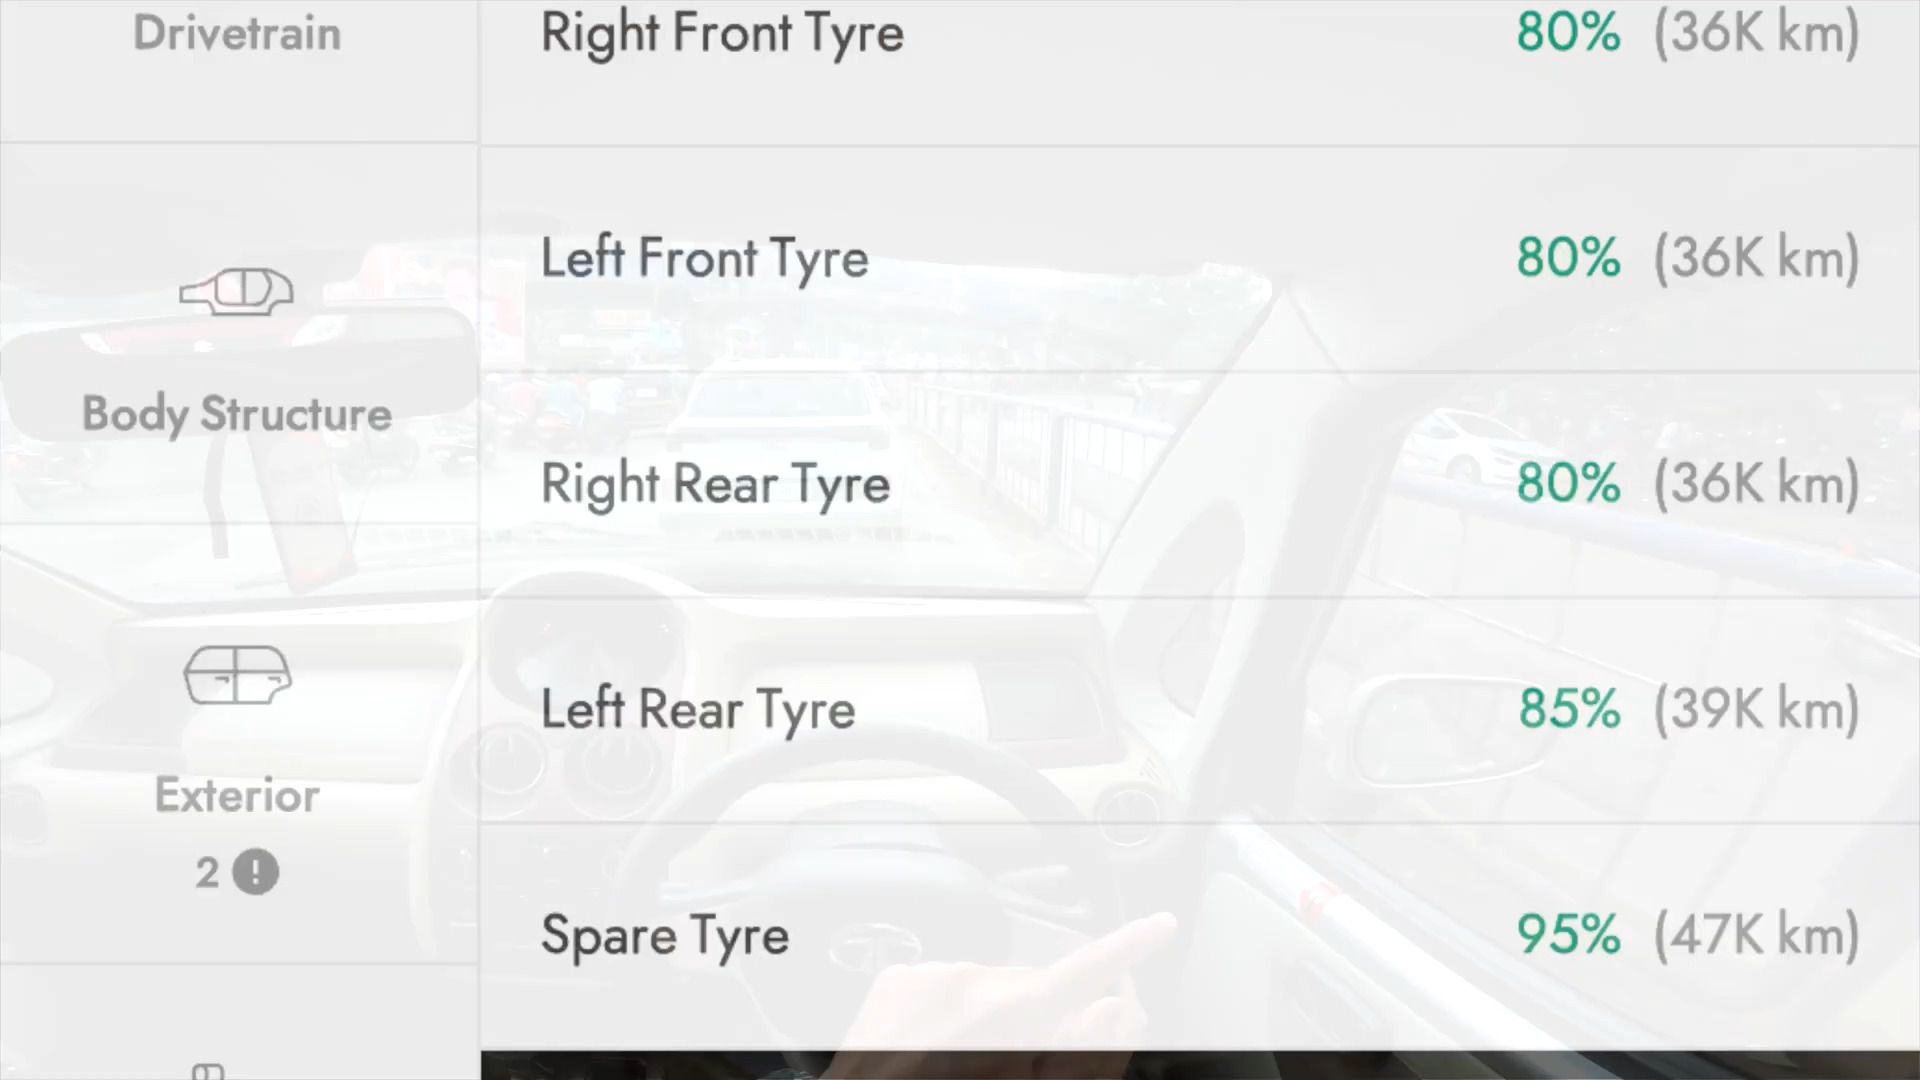 Drivetrain
Body Structure
Exterior
2 !
Right Front Tyre 80% (36K km)
Left Front Tyre 80% (36K km)
Right Rear Tyre 80% (36K km)
Left Rear Tyre 85% (39K km)
Spare Tyre 95% (47K km)